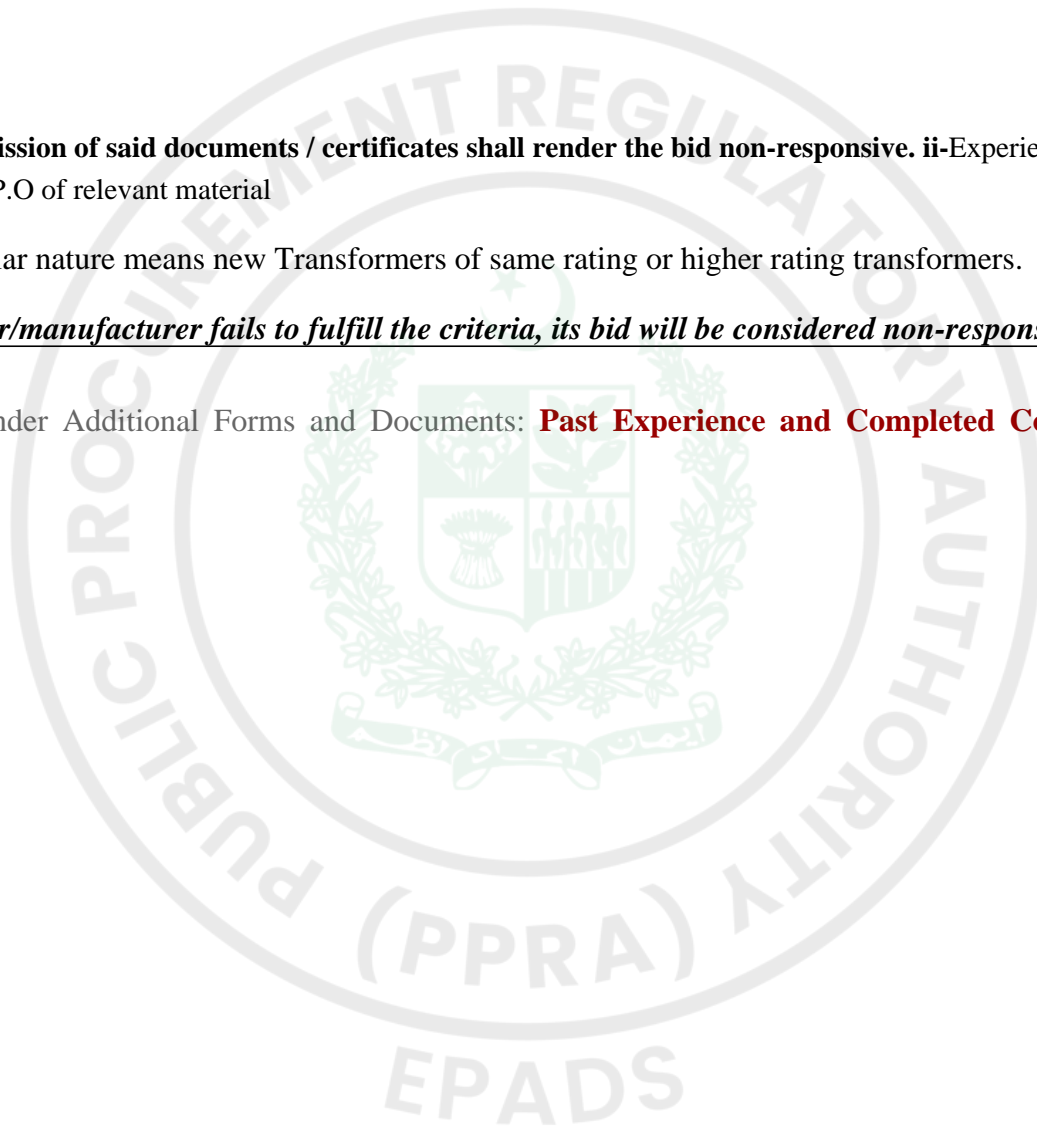 ission of said documents / certificates shall render the bid non-responsive. ii-Experie
P.O of relevant material
lar nature means new Transformers of same rating or higher rating transformers.
r/manufacturer fails to fulfill the criteria, its bid will be considered non-respons
nder Additional Forms and Documents: Past Experience and Completed Co
PUBLIC PROCUREMENT REGULATORY AUTHORITY
(PPRA)
EPADS